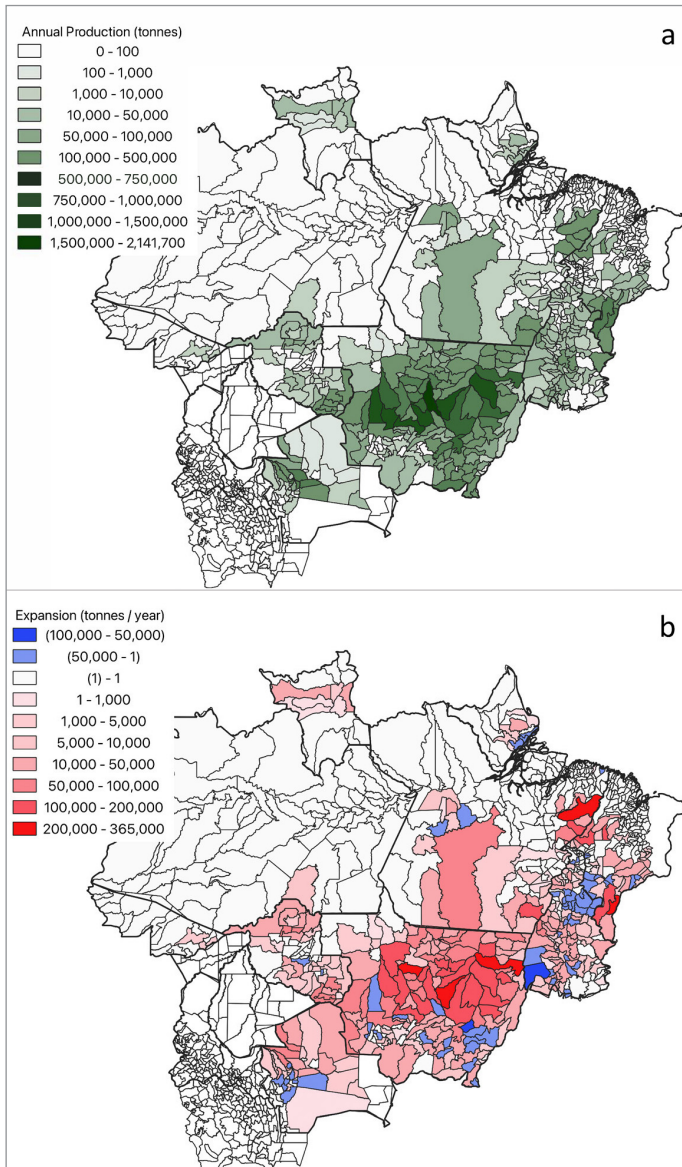 Annual Production (tonnes)
a
0 - 100
100 - 1,000
1,000 - 10,000
10,000 - 50,000
50,000 - 100,000
100,000 - 500,000
500,000 - 750,000
750,000 - 1,000,000
1,000,000 - 1,500,000
1,500,000 - 2,141,700
Expansion (tonnes / year)
b
(100,000 - 50,000)
(50,000 - 1)
(1) - 1
1 - 1,000
1,000 - 5,000
5,000 - 10,000
10,000 - 50,000
50,000 - 100,000
100,000 - 200,000
200,000 - 365,000